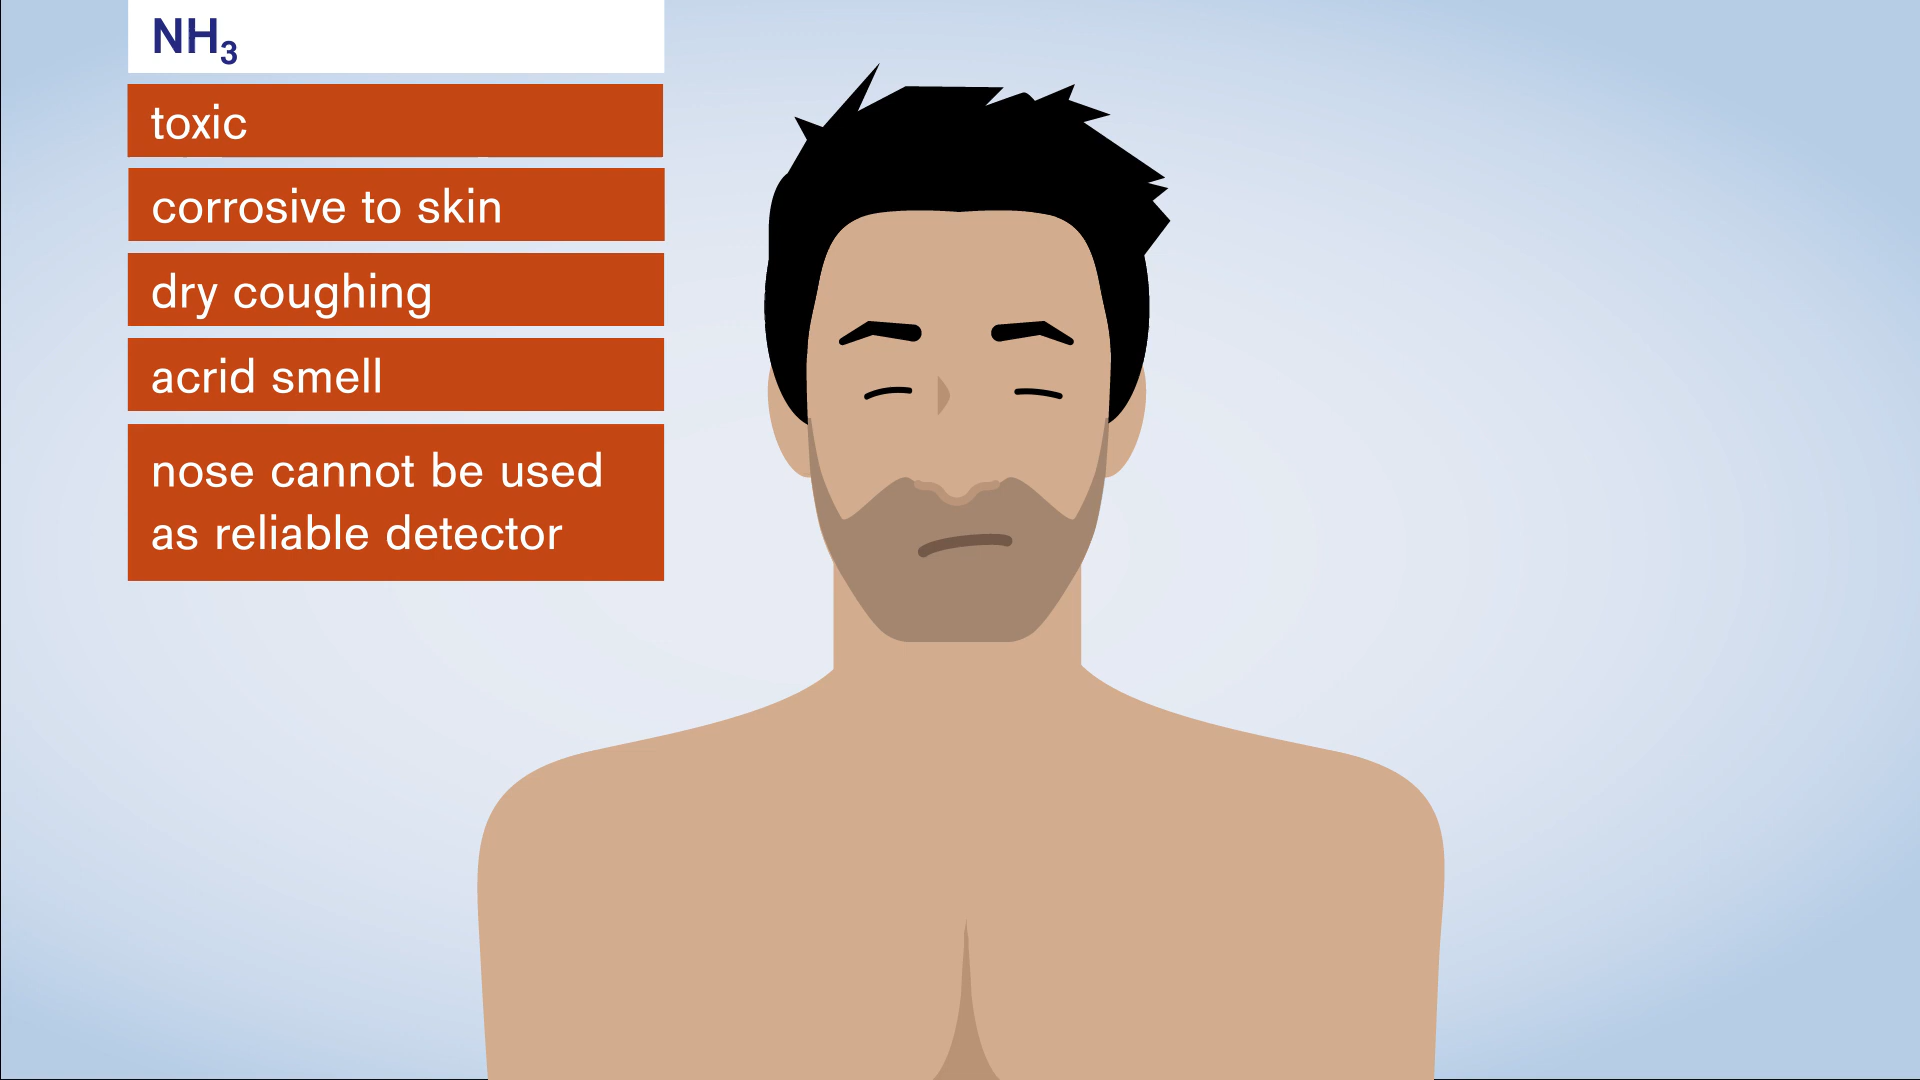 NH₃
toxic
corrosive to skin
dry coughing
acrid smell
nose cannot be used
as reliable detector